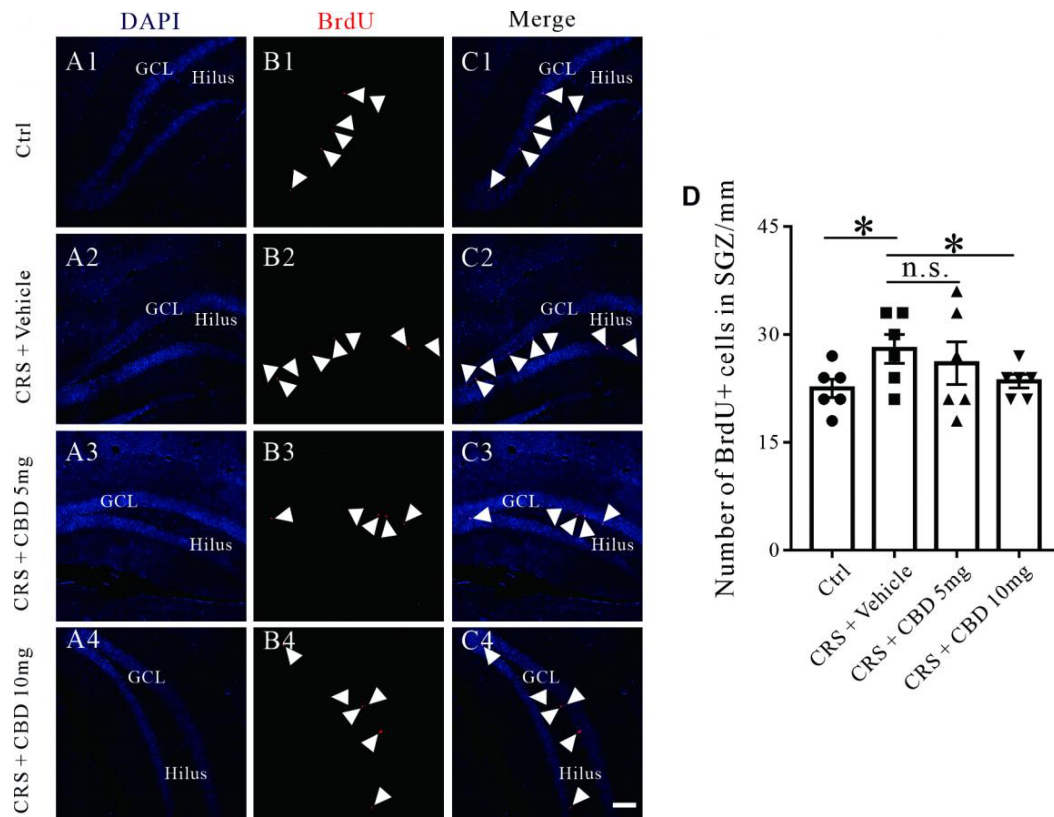 DAPI BrdU Merge
Ctrl
A1 GCL Hilus
B1
C1 GCL Hilus
CRS + Vehicle
A2 GCL Hilus
B2
C2 GCL Hilus
CRS + CBD 5mg
A3 GCL Hilus
B3
C3 GCL Hilus
CRS + CBD 10mg
A4 GCL Hilus
B4
C4 GCL Hilus
D
Number of BrdU+ cells in SGZ/mm
45
30
15
0
*
*
n.s.
Ctrl
CRS + Vehicle
CRS + CBD 5mg
CRS + CBD 10mg